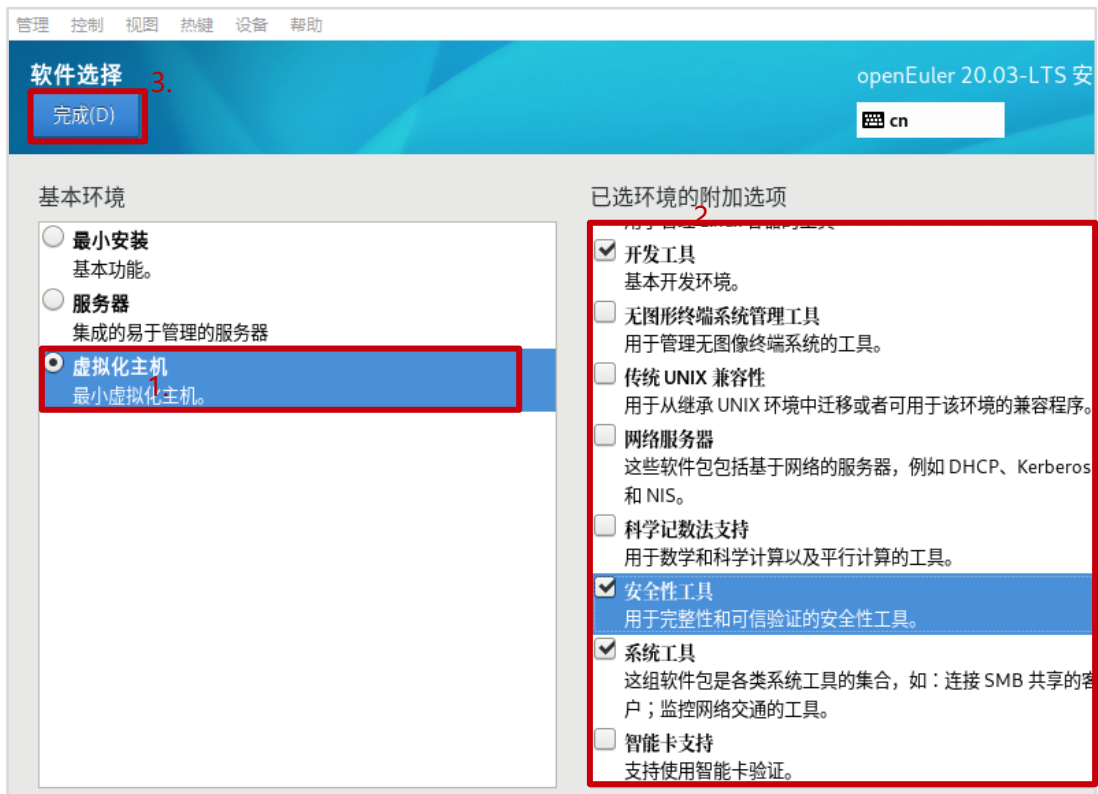 管理 控制 视图 热键 设备 帮助
软件选择
3.
openEuler 20.03-LTS 安
完成(D)
cn
基本环境
已选环境的附加选项
2
最小安装
基本功能。
服务器
集成的易于管理的服务器
虚拟化主机
1.
最小虚拟化主机。
开发工具
基本开发环境。
无图形终端系统管理工具
用于管理无图像终端系统的工具。
传统 UNIX 兼容性
用于从继承 UNIX 环境中迁移或者可用于该环境的兼容程序。
网络服务器
这些软件包包括基于网络的服务器，例如 DHCP、Kerberos
和 NIS。
科学记数法支持
用于数学和科学计算以及平行计算的工具。
安全性工具
用于完整性和可信验证的安全性工具。
系统工具
这组软件包是各类系统工具的集合，如：连接 SMB 共享的客
户；监控网络交通的工具。
智能卡支持
支持使用智能卡验证。